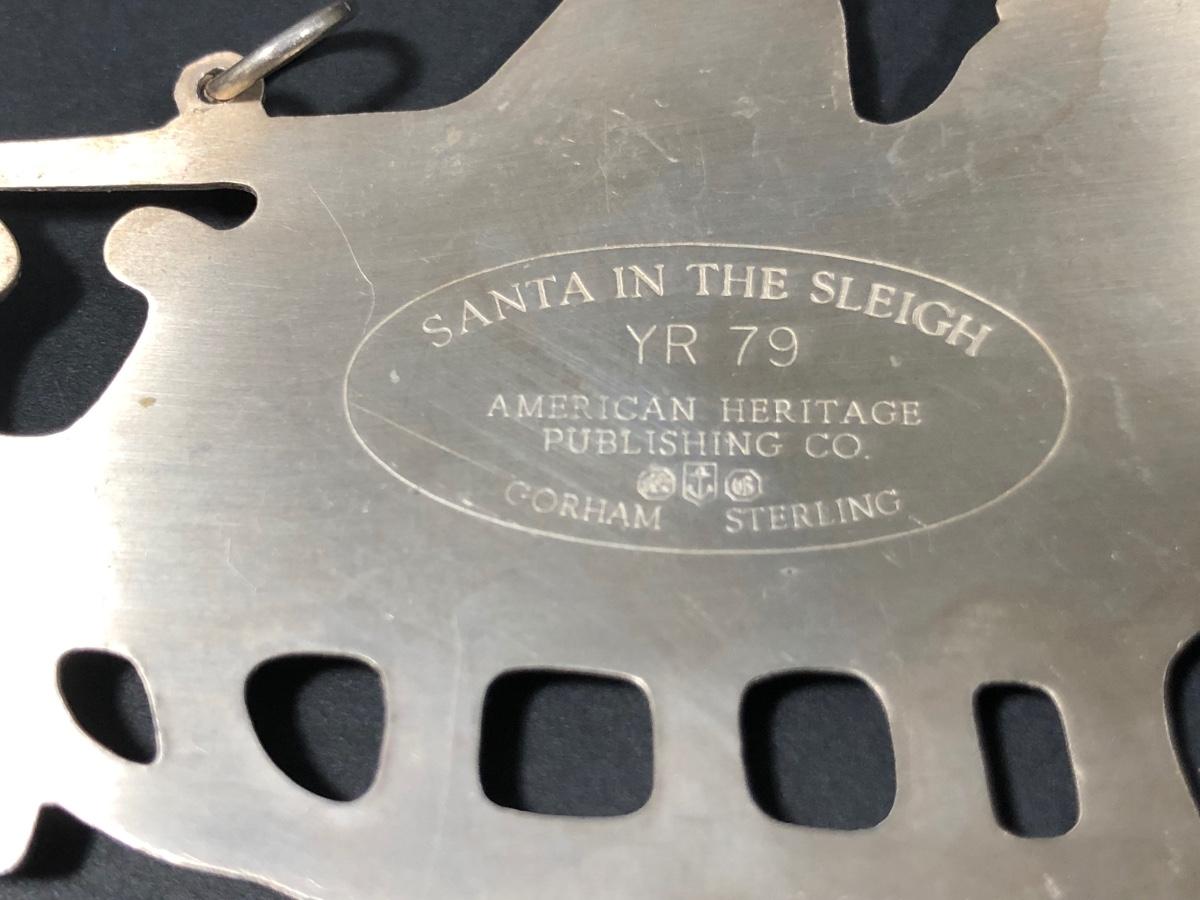 SANTA IN THE SLEIGH
YR 79
AMERICAN HERITAGE
PUBLISHING CO.
GORHAM STERLING